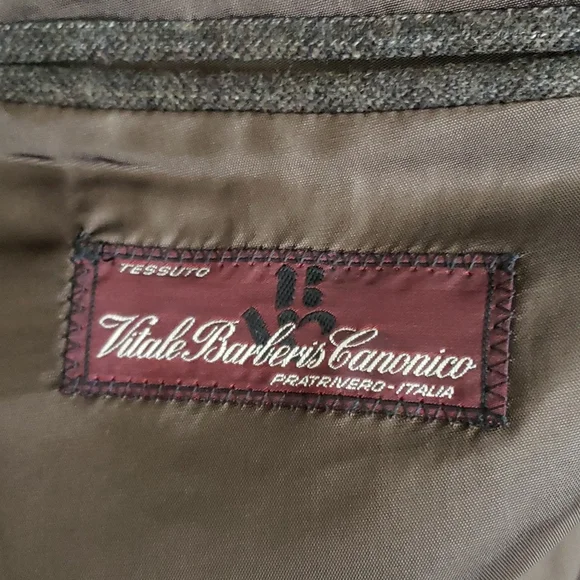 TESSUTO
Vitale Barberis Canonico
PRATRIVERO-ITALIA